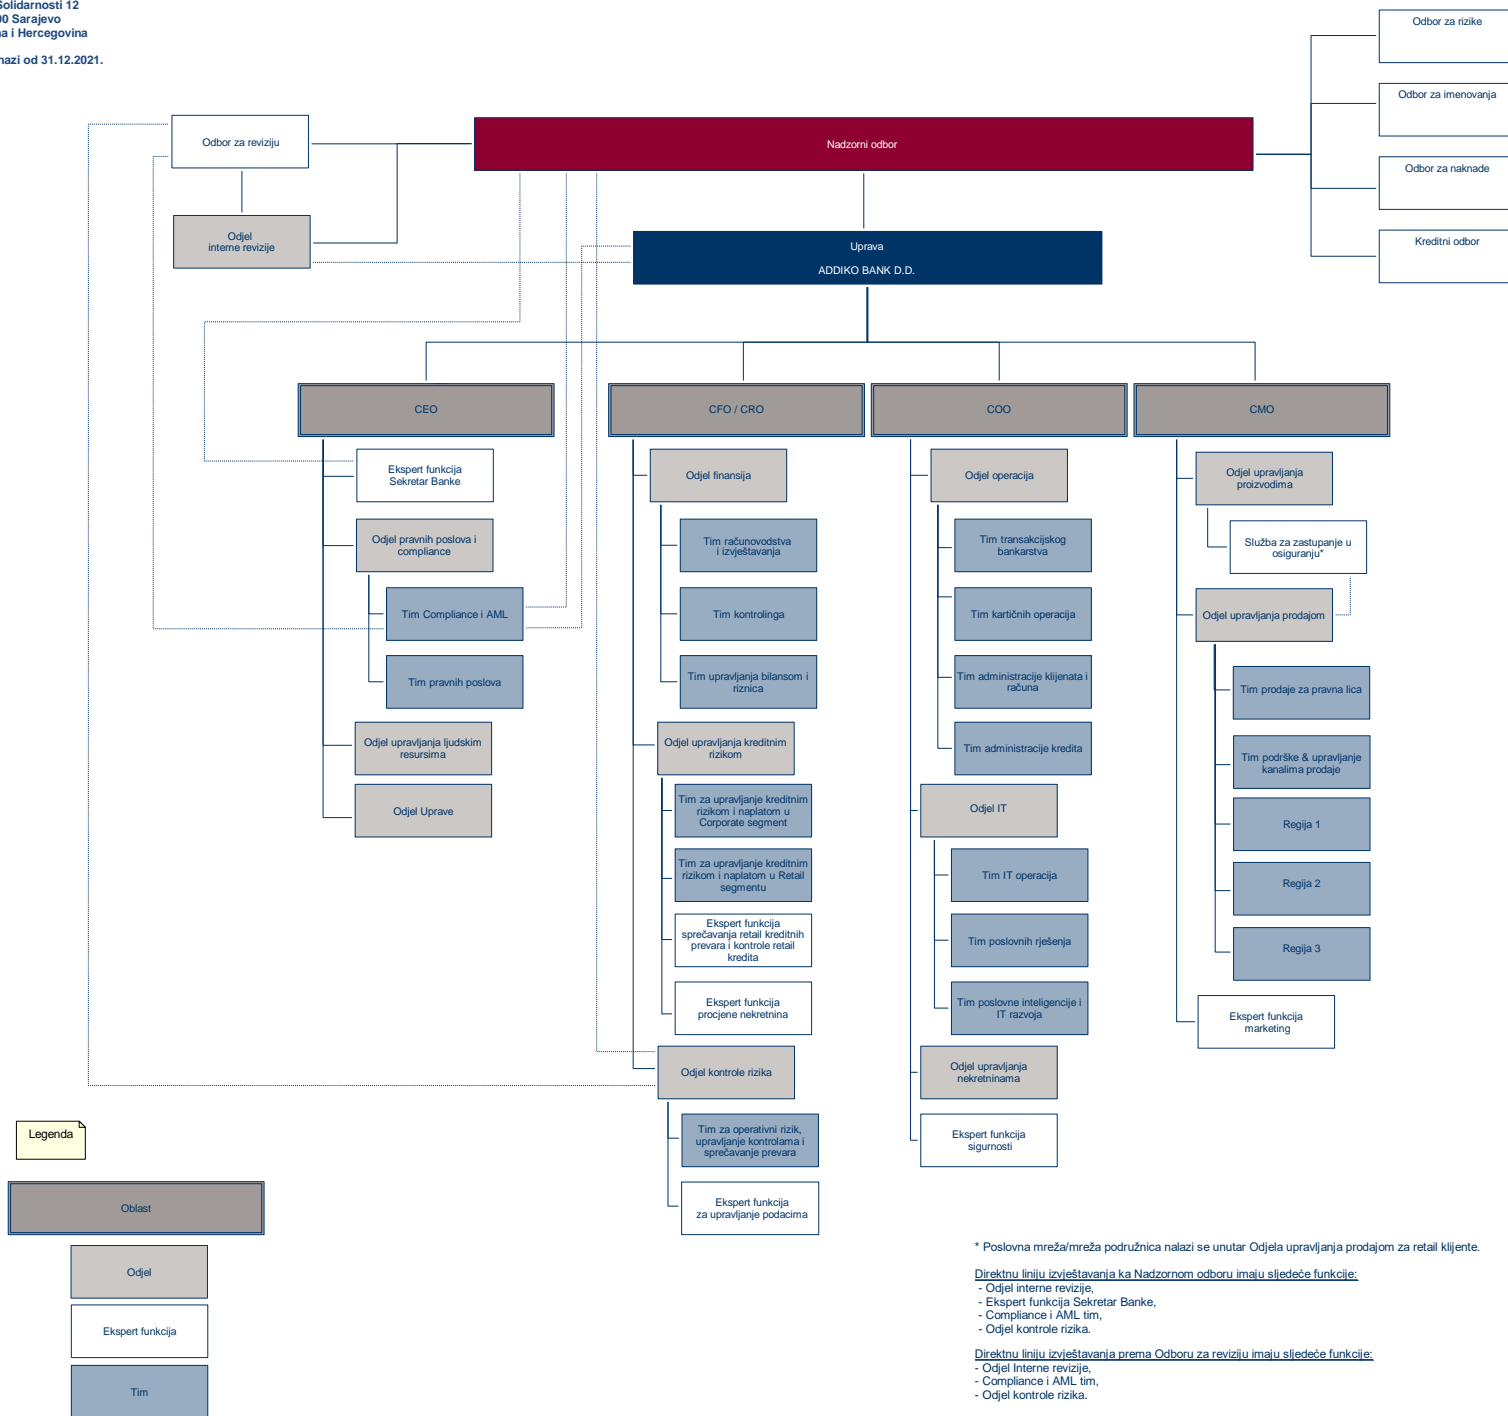 Solidarnosti 12
Sarajevo
i Hercegovina
od 31.12.2021.
Odbor za rizike
Odbor za imenovanja
Odbor za naknade
Kreditni odbor
Odbor za reviziju
Nadzorni odbor
Odjel
interne revizije
Uprava
ADDIKO BANK D.D.
CEO
CFO / CRO
COO
CMO
Ekspert funkcija
Sekretar Banke
Odjel pravnih poslova i
compliance
Tim Compliance i AML
Tim pravnih poslova
Odjel upravljanja ljudskim
resursima
Odjel Uprave
Odjel finansija
Tim računovodstva
i izvještavanja
Tim kontrolinga
Tim upravljanja bilansom i
riznica
Odjel upravljanja kreditnim
rizikom
Tim za upravljanje kreditnim
rizikom i naplatom u
Corporate segment
Tim za upravljanje kreditnim
rizikom i naplatom u Retail
segmentu
Ekspert funkcija
sprečavanja retail kreditnih
prevara i kontrole retail
kredita
Ekspert funkcija
procjene nekretnina
Odjel kontrole rizika
Tim za operativni rizik,
upravljanje kontrolama i
sprečavanje prevara
Ekspert funkcija
za upravljanje podacima
Odjel operacija
Tim transakcijskog
bankarstva
Tim kartičnih operacija
Tim administracije klijenata i
računa
Tim administracije kredita
Odjel IT
Tim IT operacija
Tim poslovnih rješenja
Tim poslovne inteligencije i
IT razvoja
Odjel upravljanja
nekretninama
Ekspert funkcija
sigurnosti
Odjel upravljanja
proizvodima
Služba za zastupanje u
osiguranju*
Odjel upravljanja prodajom
Tim prodaje za pravna lica
Tim podrške & upravljanje
kanalima prodaje
Regija 1
Regija 2
Regija 3
Ekspert funkcija
marketing
Legenda
Oblast
Odjel
Ekspert funkcija
Tim
* Poslovna mreža/mreža podružnica nalazi se unutar Odjela upravljanja prodajom za retail klijente.
Direktnu liniju izvještavanja ka Nadzornom odboru imaju sljedeće funkcije:
- Odjel interne revizije,
- Ekspert funkcija Sekretar Banke,
- Compliance i AML tim,
- Odjel kontrole rizika.
Direktnu liniju izvještavanja prema Odboru za reviziju imaju sljedeće funkcije:
- Odjel Interne revizije,
- Compliance i AML tim,
- Odjel kontrole rizika.